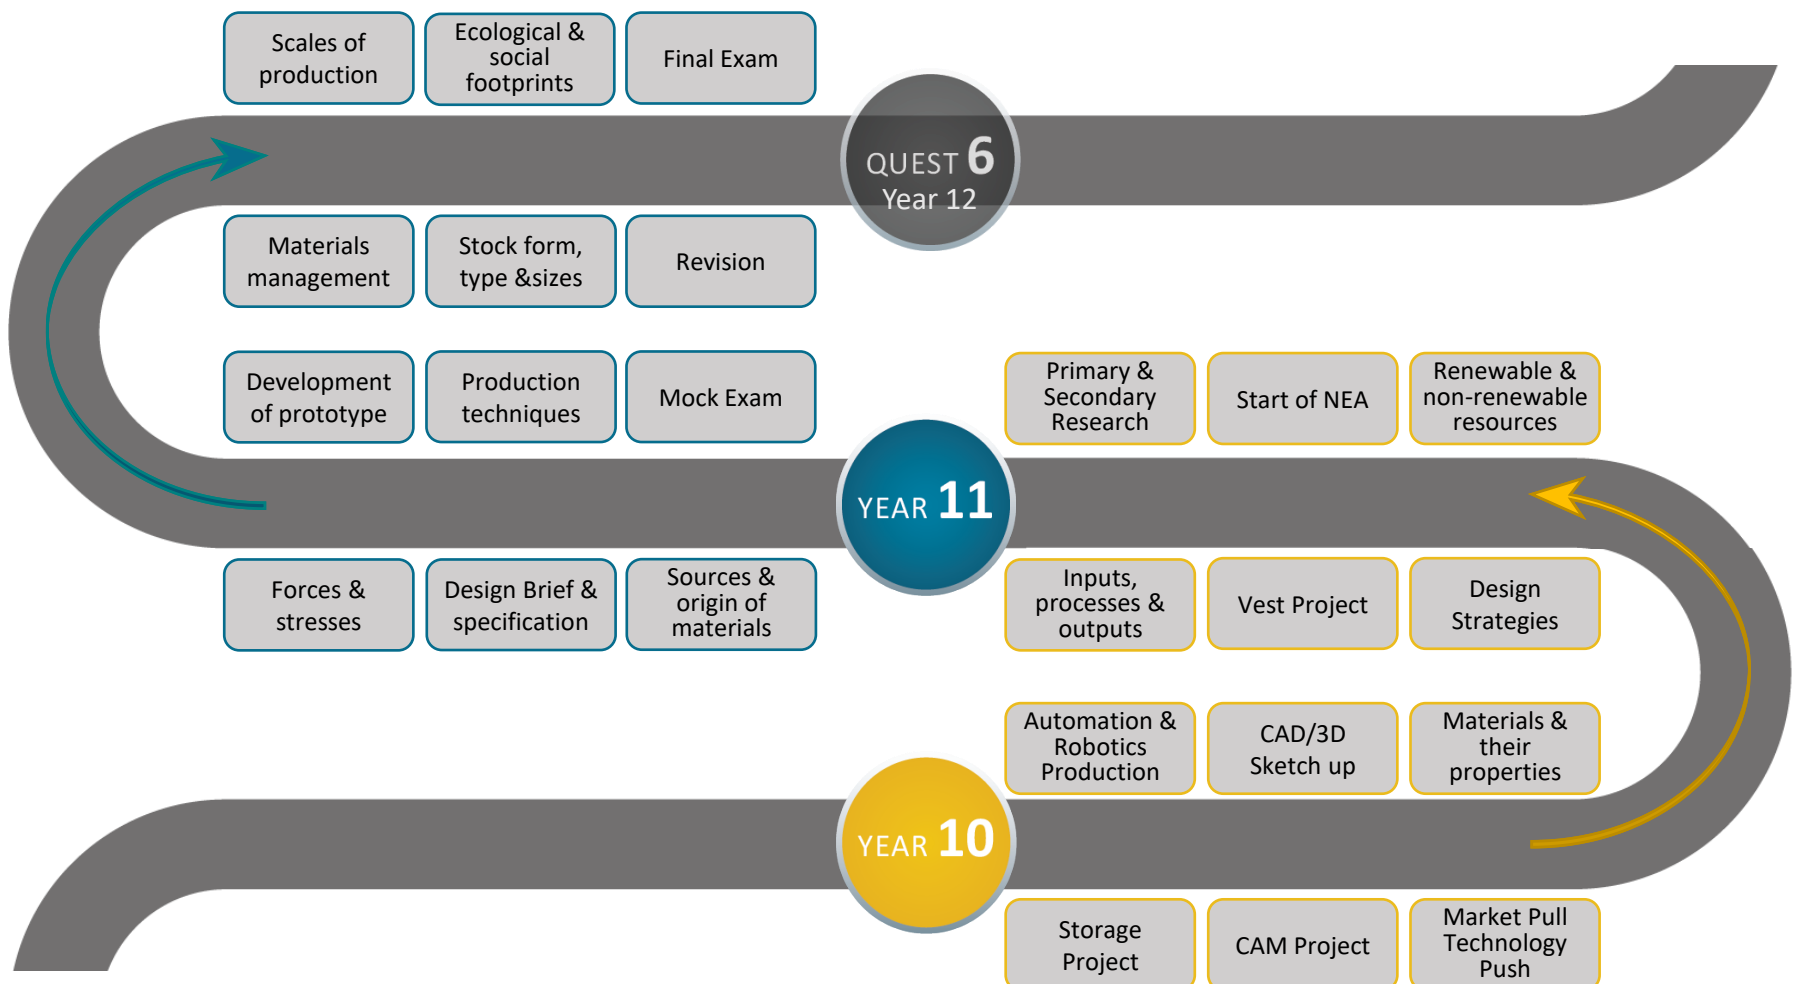 Scales of
production
Ecological &
social
footprints
Final Exam
QUEST 6
Year 12
Materials
management
Stock form,
type &sizes
Revision
Development
of prototype
Production
techniques
Mock Exam
Primary &
Secondary
Research
Start of NEA
Renewable &
non-renewable
resources
YEAR 11
Forces &
stresses
Design Brief &
specification
Sources &
origin of
materials
Inputs,
processes &
outputs
Vest Project
Design
Strategies
Automation &
Robotics
Production
CAD/3D
Sketch up
Materials &
their
properties
YEAR 10
Storage
Project
CAM Project
Market Pull
Technology
Push